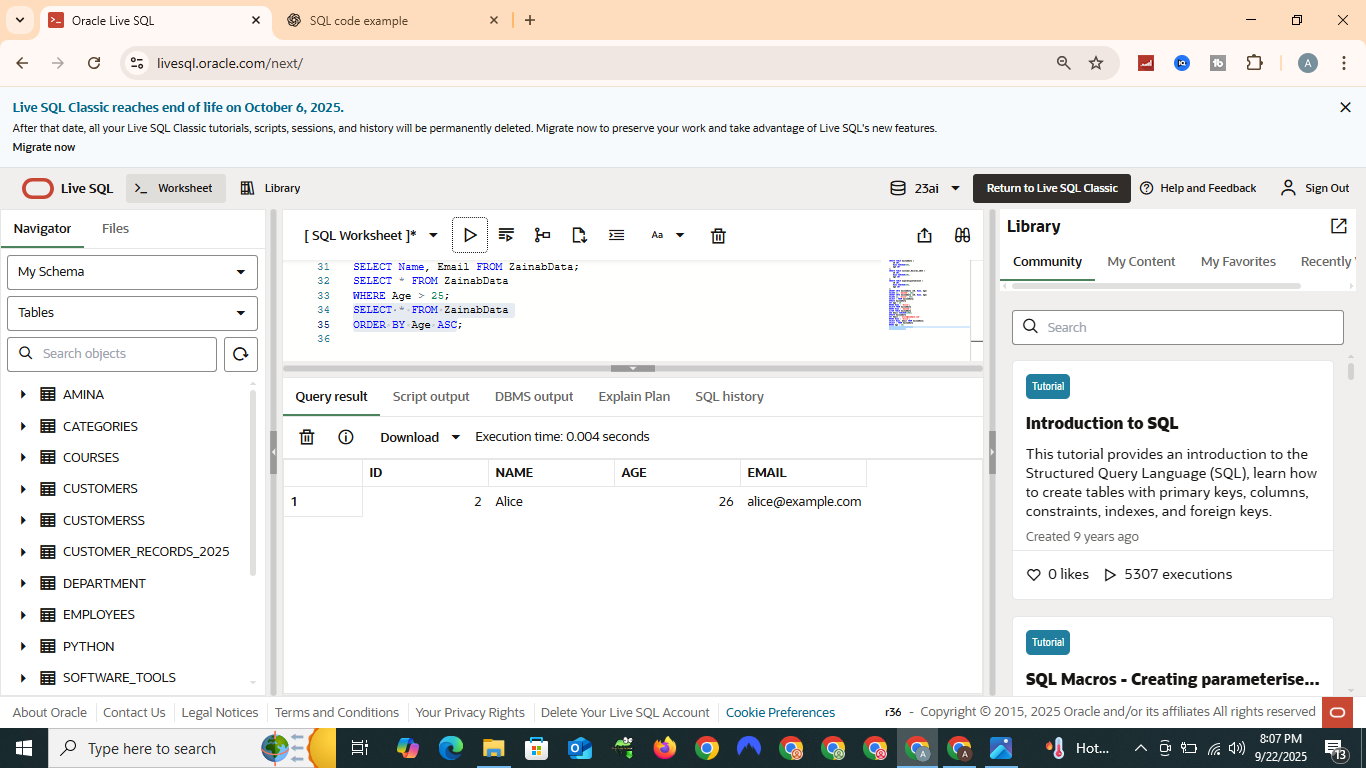 Oracle Live SQL
SQL code example
livesql.oracle.com/next/
A
Live SQL Classic reaches end of life on October 6, 2025.
After that date, all your Live SQL Classic tutorials, scripts, sessions, and history will be permanently deleted. Migrate now to preserve your work and take advantage of Live SQL's new features.
Migrate now
Live SQL
Worksheet
Library
23ai
Return to Live SQL Classic
Help and Feedback
Sign Out
Navigator
Files
My Schema
Tables
Search objects
AMINA
CATEGORIES
COURSES
CUSTOMERS
CUSTOMERSS
CUSTOMER_RECORDS_2025
DEPARTMENT
EMPLOYEES
PYTHON
SOFTWARE_TOOLS
[ SQL Worksheet ]*
Aa
31 SELECT Name, Email FROM ZainabData;
32 SELECT * FROM ZainabData
33 WHERE Age > 25;
34 SELECT * FROM ZainabData
35 ORDER BY Age ASC;
36
Query result
Script output
DBMS output
Explain Plan
SQL history
Download
Execution time: 0.004 seconds
ID NAME AGE EMAIL
1 2 Alice 26 alice@example.com
Library
Community
My Content
My Favorites
Recently
Search
Tutorial
Introduction to SQL
This tutorial provides an introduction to the
Structured Query Language (SQL), learn how
to create tables with primary keys, columns,
constraints, indexes, and foreign keys.
Created 9 years ago
0 likes
5307 executions
Tutorial
SQL Macros - Creating parameterise...
About Oracle
Contact Us
Legal Notices
Terms and Conditions
Your Privacy Rights
Delete Your Live SQL Account
Cookie Preferences
r36 - Copyright © 2015, 2025 Oracle and/or its affiliates All rights reserved
Type here to search
Hot...
8:07 PM
9/22/2025
13